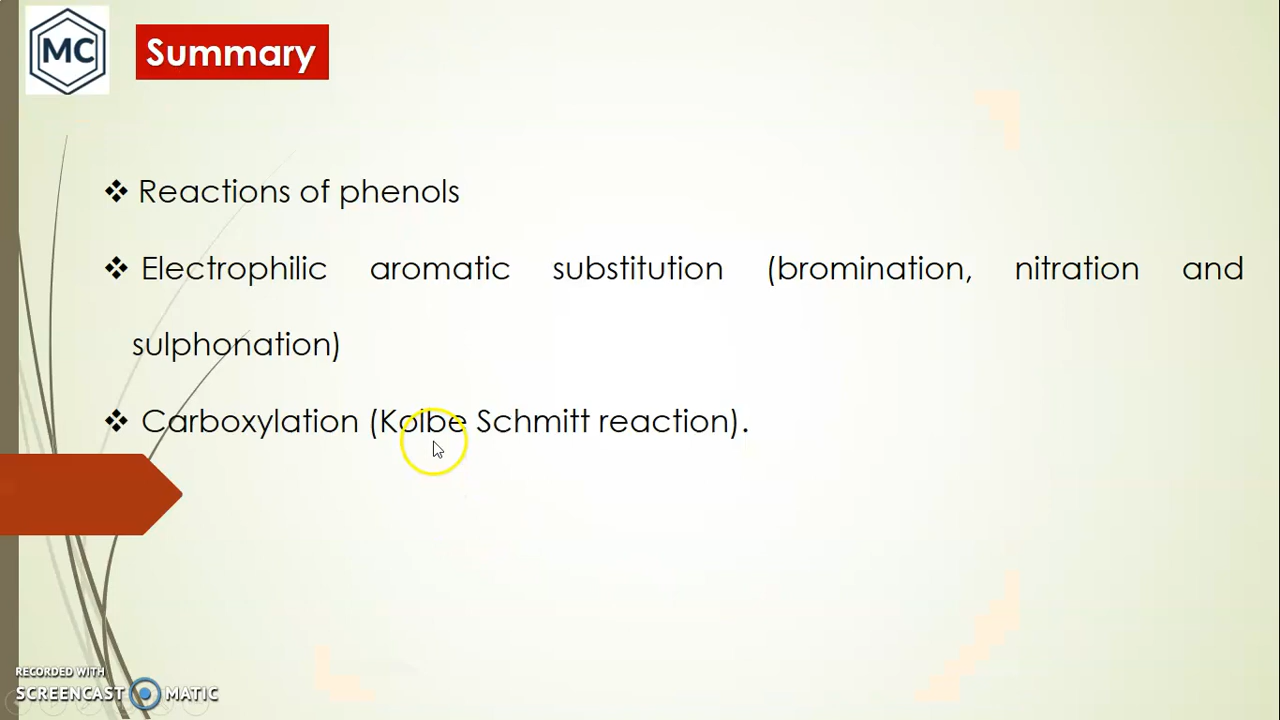 MC
Summary
❖ Reactions of phenols
❖ Electrophilic aromatic substitution (bromination, nitration and
sulphonation)
❖ Carboxylation (Kolbe Schmitt reaction).
RECORDED WITH
SCREENCAST MATIC